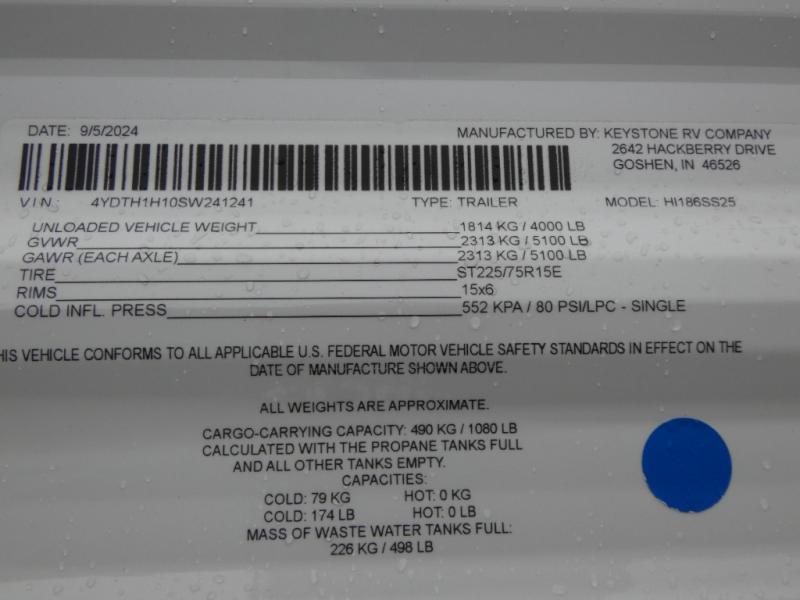 DATE: 9/5/2024
MANUFACTURED BY: KEYSTONE RV COMPANY
2642 HACKBERRY DRIVE
GOSHEN, IN 46526
VIN: 4YDTH1H10SW241241 TYPE: TRAILER MODEL: HI186SS25
UNLOADED VEHICLE WEIGHT 1814 KG / 4000 LB
GVWR 2313 KG / 5100 LB
GAWR (EACH AXLE) 2313 KG / 5100 LB
TIRE ST225/75R15E
RIMS 15x6
COLD INFL. PRESS 552 KPA / 80 PSI/LPC - SINGLE
HIS VEHICLE CONFORMS TO ALL APPLICABLE U.S. FEDERAL MOTOR VEHICLE SAFETY STANDARDS IN EFFECT ON THE
DATE OF MANUFACTURE SHOWN ABOVE.
ALL WEIGHTS ARE APPROXIMATE.
CARGO-CARRYING CAPACITY: 490 KG / 1080 LB
CALCULATED WITH THE PROPANE TANKS FULL
AND ALL OTHER TANKS EMPTY.
CAPACITIES:
COLD: 79 KG HOT: 0 KG
COLD: 174 LB HOT: 0 LB
MASS OF WASTE WATER TANKS FULL:
226 KG / 498 LB